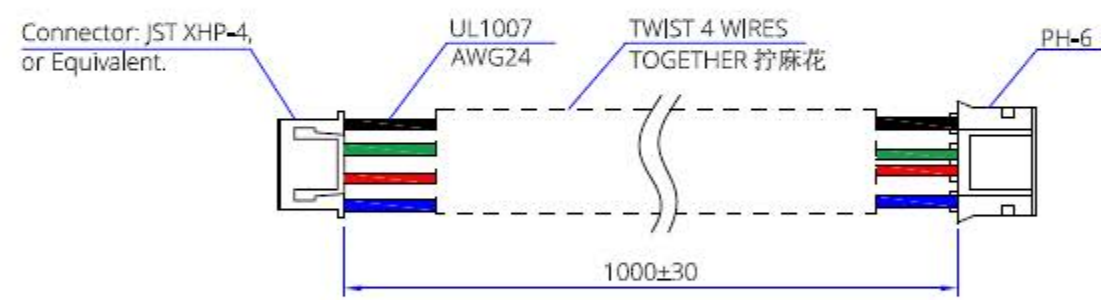 Connector: JST XHP-4,
or Equivalent.
UL1007
AWG24
TWIST 4 WIRES
TOGETHER 拧麻花
PH-6
1000±30